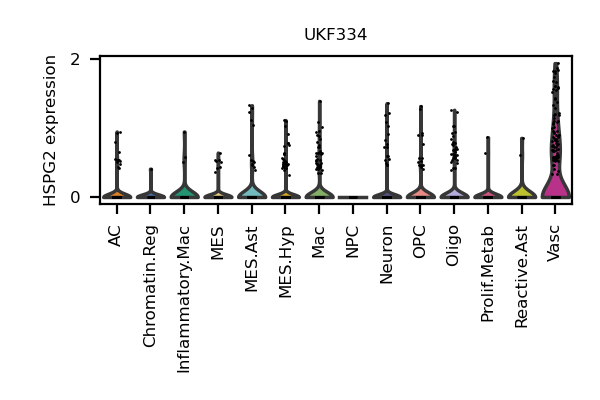 UKF334
HSPG2 expression
2
0
AC
Chromatin.Reg
Inflammatory.Mac
MES
MES.Ast
MES.Hyp
Mac
NPC
Neuron
OPC
Oligo
Prolif.Metab
Reactive.Ast
Vasc